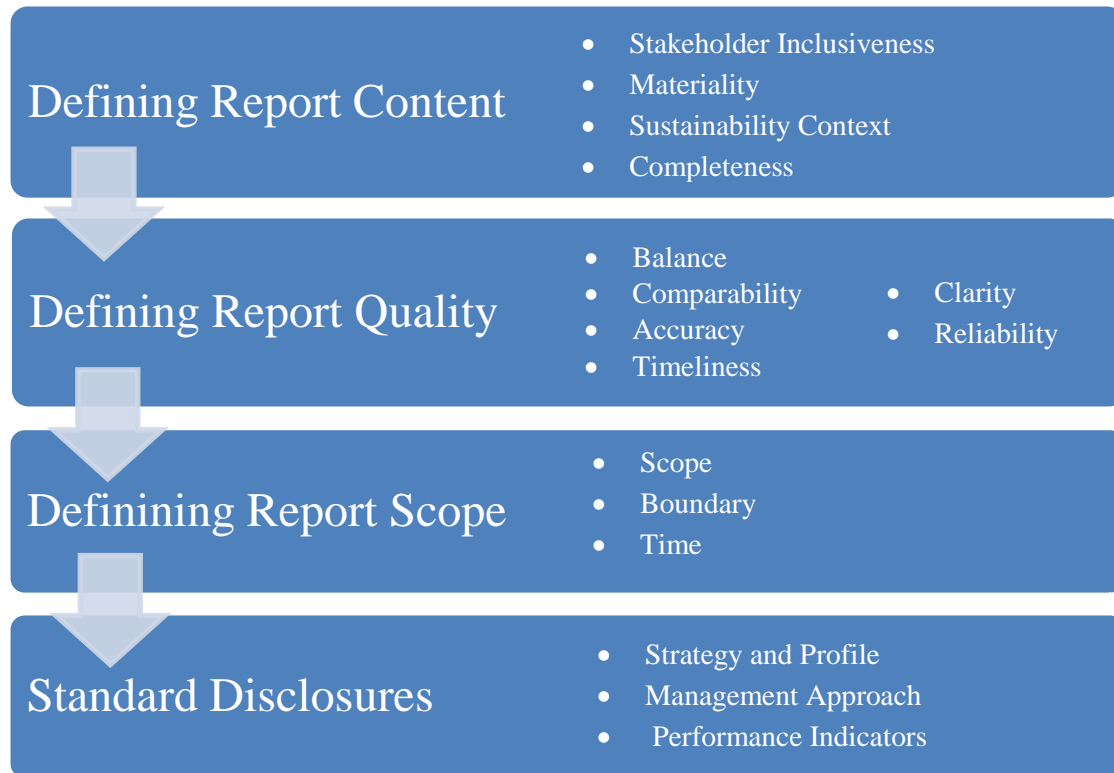 Defining Report Content
• Stakeholder Inclusiveness
• Materiality
• Sustainability Context
• Completeness
Defining Report Quality
• Balance
• Comparability
• Accuracy
• Timeliness
• Clarity
• Reliability
Definining Report Scope
• Scope
• Boundary
• Time
Standard Disclosures
• Strategy and Profile
• Management Approach
• Performance Indicators